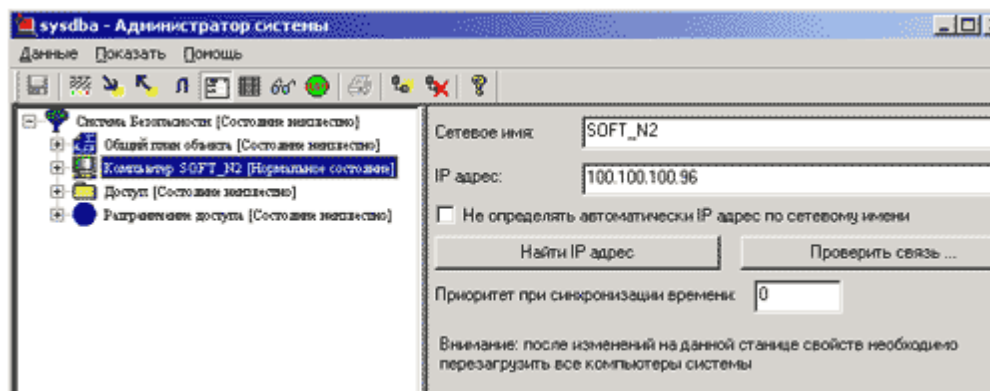 sysdba - Администратор системы
Данные Показать Помощь
Система Безопасности [Состояние неизвестно]
Общий план объекта [Состояние неизвестно]
Компьютер SOFT_N2 [Нормальное состояние]
Доступ [Состояние неизвестно]
Разграничение доступа [Состояние неизвестно]
Сетевое имя: SOFT_N2
IP адрес: 100.100.100.96
Не определять автоматически IP адрес по сетевому имени
Найти IP адрес Проверить связь ...
Приоритет при синхронизации времени: 0
Внимание: после изменений на данной станице свойств необходимо
перезагрузить все компьютеры системы